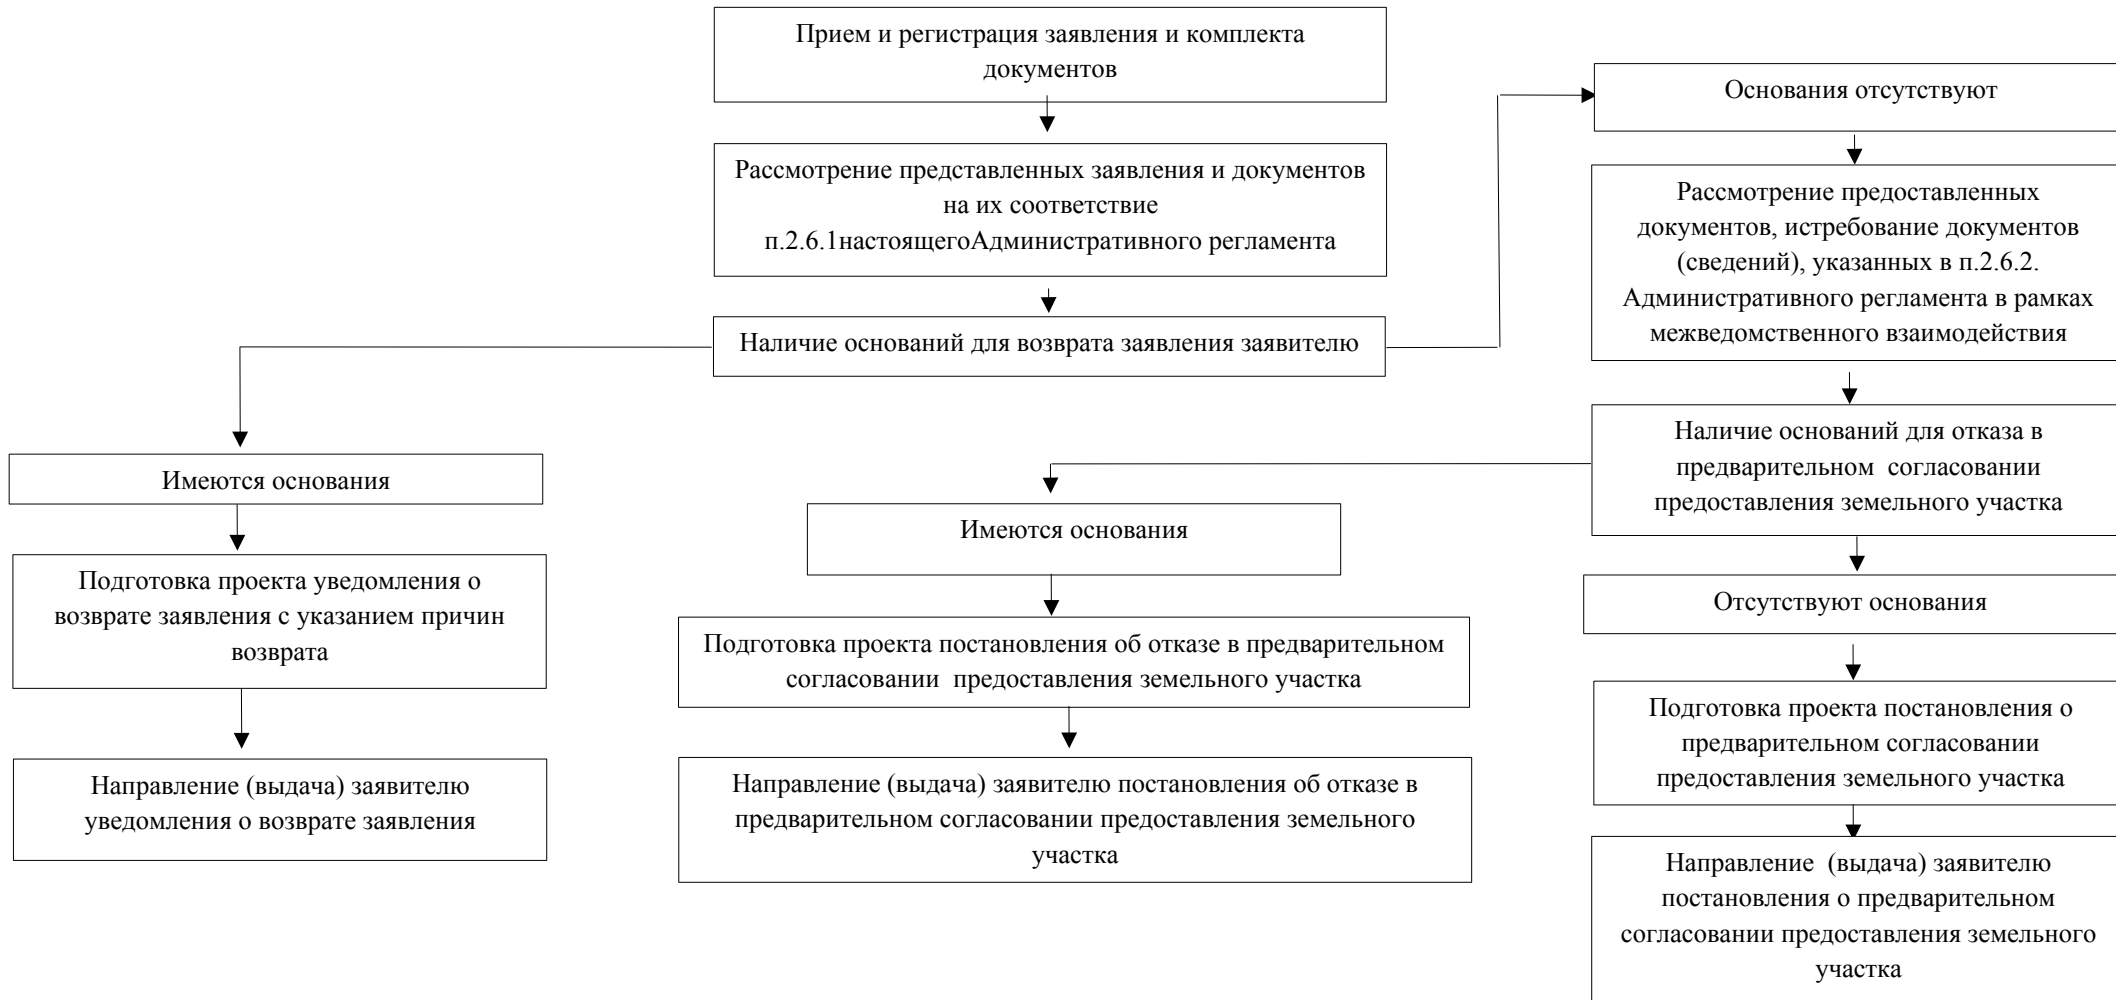 Прием и регистрация заявления и комплекта
документов
Рассмотрение представленных заявления и документов
на их соответствие
п.2.6.1настоящегоАдминистративного регламента
Наличие оснований для возврата заявления заявителю
Основания отсутствуют
Рассмотрение предоставленных
документов, истребование документов
(сведений), указанных в п.2.6.2.
Административного регламента в рамках
межведомственного взаимодействия
Наличие оснований для отказа в
предварительном  согласовании
предоставления земельного участка
Имеются основания
Подготовка проекта уведомления о
возврате заявления с указанием причин
возврата
Направление (выдача) заявителю
уведомления о возврате заявления
Имеются основания
Подготовка проекта постановления об отказе в предварительном
согласовании  предоставления земельного участка
Направление (выдача) заявителю постановления об отказе в
предварительном согласовании предоставления земельного
участка
Отсутствуют основания
Подготовка проекта постановления о
предварительном согласовании
предоставления земельного участка
Направление  (выдача) заявителю
постановления о предварительном
согласовании предоставления земельного
участка